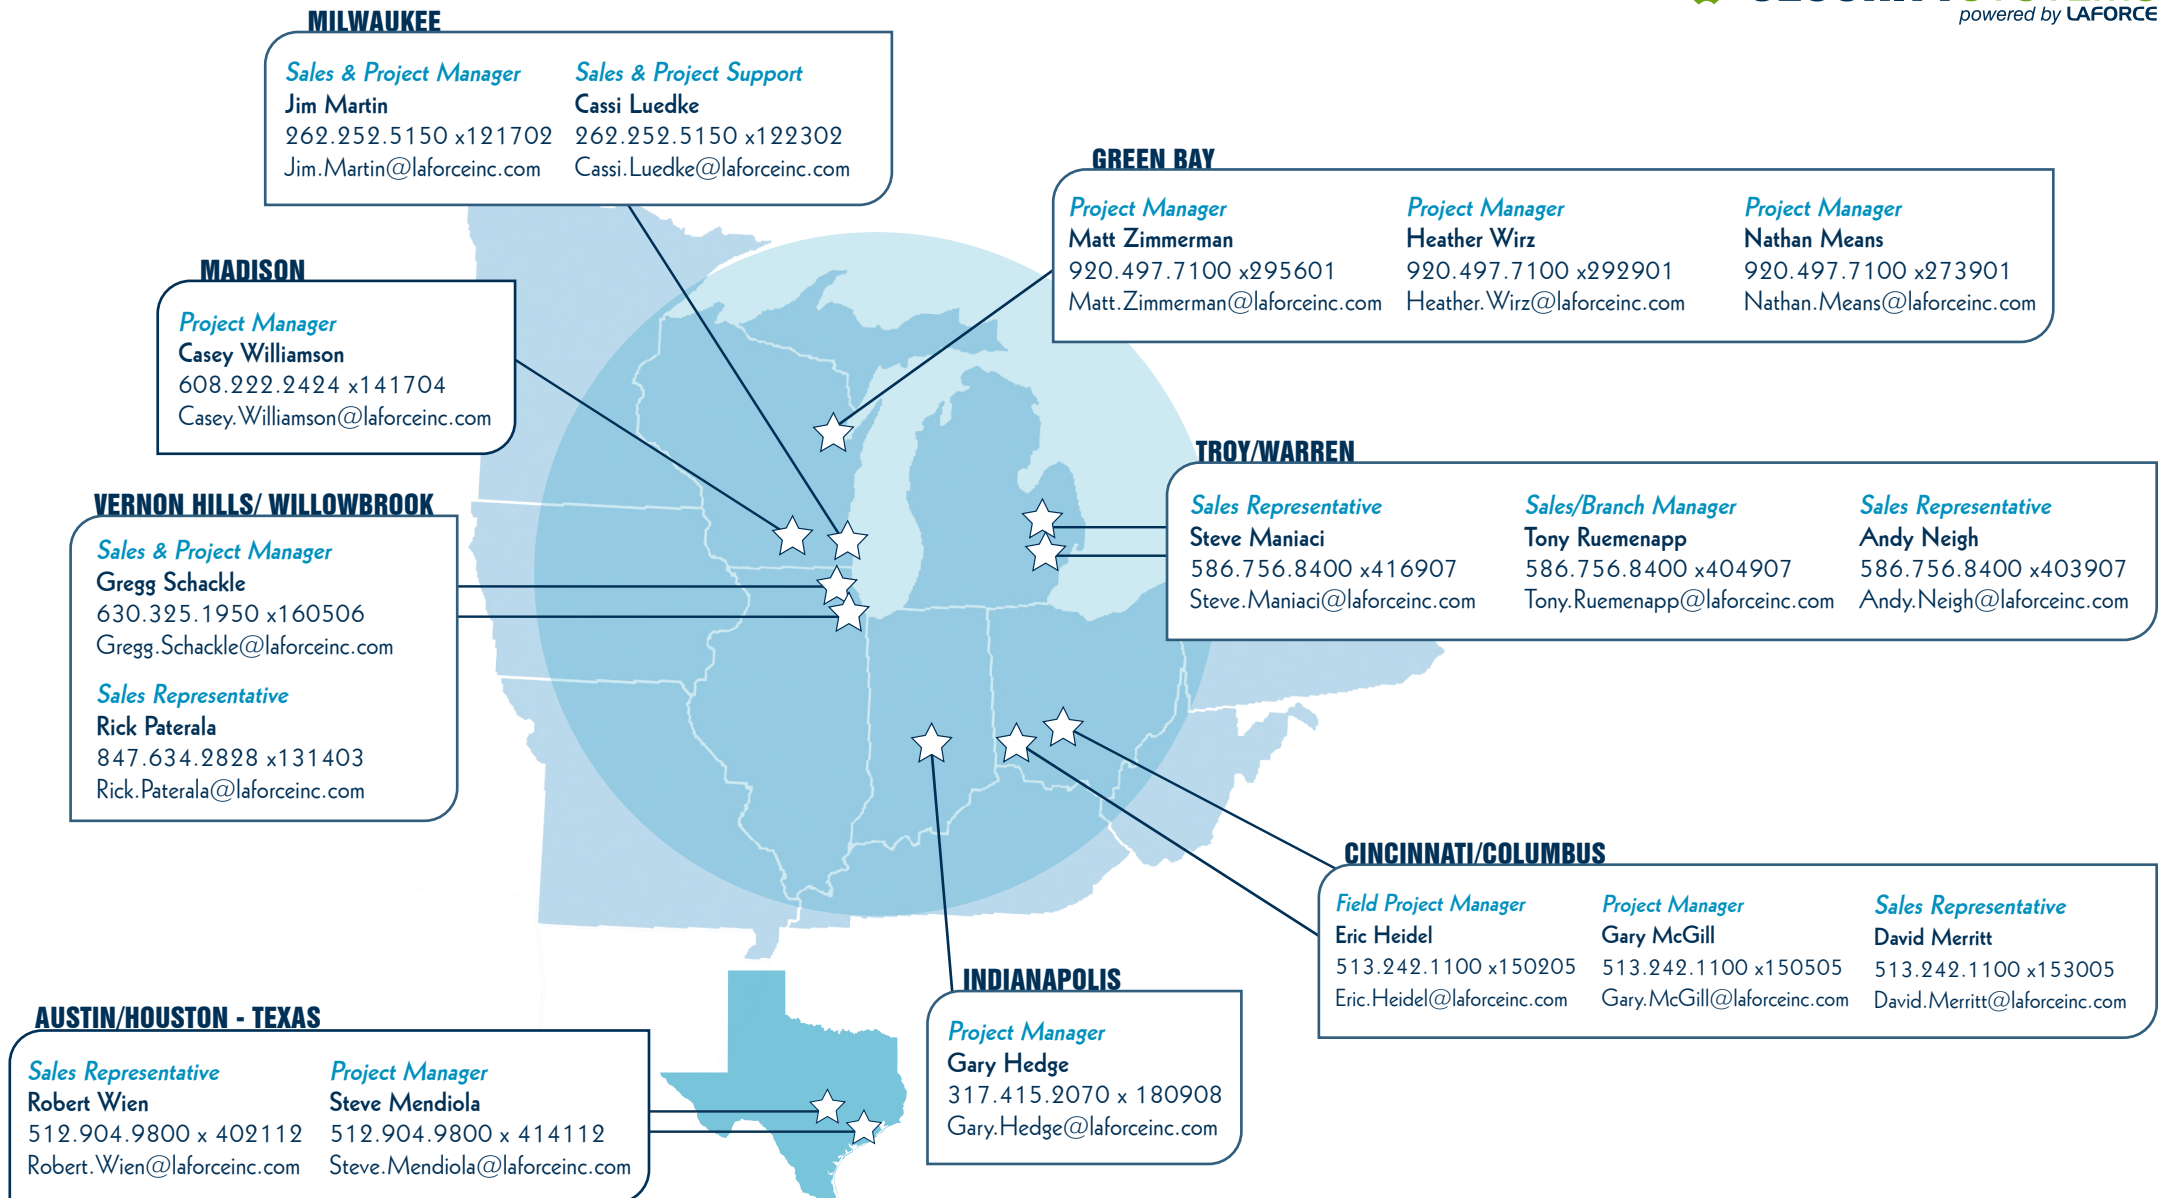 powered by LAFORCE
MILWAUKEE
Sales & Project Manager
Jim Martin
262.252.5150 x121702
Jim.Martin@laforceinc.com
Sales & Project Support
Cassi Luedke
262.252.5150 x122302
Cassi.Luedke@laforceinc.com
GREEN BAY
Project Manager
Matt Zimmerman
920.497.7100 x295601
Matt.Zimmerman@laforceinc.com
Project Manager
Heather Wirz
920.497.7100 x292901
Heather.Wirz@laforceinc.com
Project Manager
Nathan Means
920.497.7100 x273901
Nathan.Means@laforceinc.com
MADISON
Project Manager
Casey Williamson
608.222.2424 x141704
Casey.Williamson@laforceinc.com
TROY/WARREN
Sales Representative
Steve Maniaci
586.756.8400 x416907
Steve.Maniaci@laforceinc.com
Sales/Branch Manager
Tony Ruemenapp
586.756.8400 x404907
Tony.Ruemenapp@laforceinc.com
Sales Representative
Andy Neigh
586.756.8400 x403907
Andy.Neigh@laforceinc.com
VERNON HILLS/ WILLOWBROOK
Sales & Project Manager
Gregg Schackle
630.325.1950 x160506
Gregg.Schackle@laforceinc.com
Sales Representative
Rick Paterala
847.634.2828 x131403
Rick.Paterala@laforceinc.com
CINCINNATI/COLUMBUS
Field Project Manager
Eric Heidel
513.242.1100 x150205
Eric.Heidel@laforceinc.com
Project Manager
Gary McGill
513.242.1100 x150505
Gary.McGill@laforceinc.com
Sales Representative
David Merritt
513.242.1100 x153005
David.Merritt@laforceinc.com
INDIANAPOLIS
Project Manager
Gary Hedge
317.415.2070 x 180908
Gary.Hedge@laforceinc.com
AUSTIN/HOUSTON - TEXAS
Sales Representative
Robert Wien
512.904.9800 x 402112
Robert.Wien@laforceinc.com
Project Manager
Steve Mendiola
512.904.9800 x 414112
Steve.Mendiola@laforceinc.com